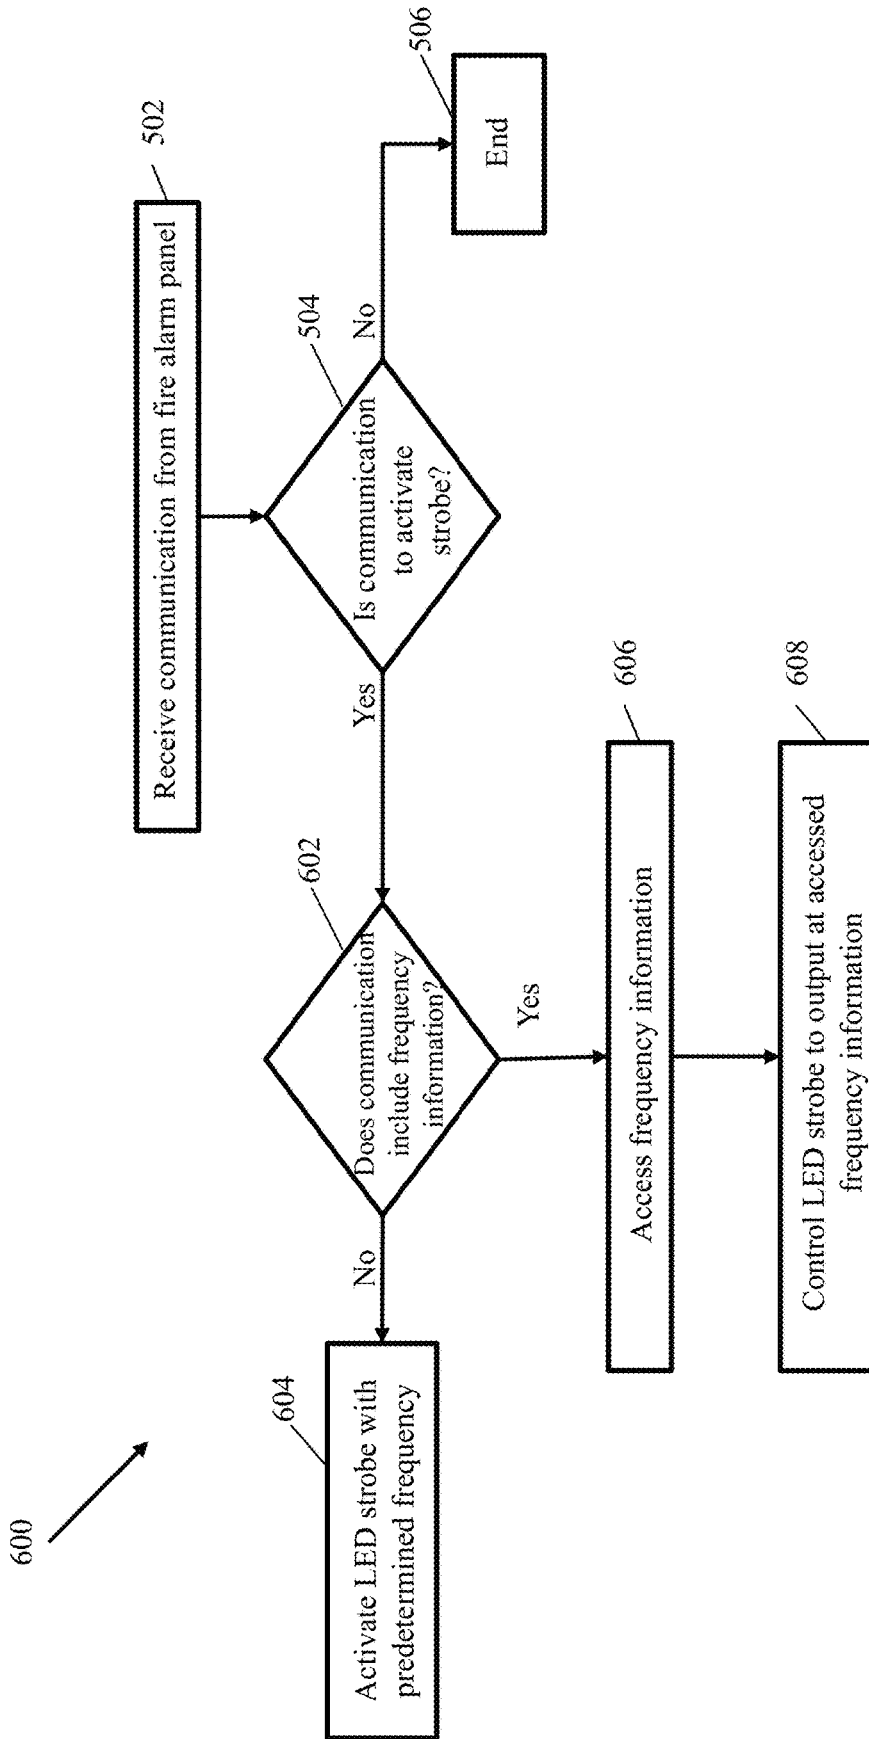 600
502
Receive communication from fire alarm panel
504
Is communication
to activate
strobe?
No
506
End
Yes
602
Does communication
include frequency
information?
No
604
Activate LED strobe with
predetermined frequency
Yes
606
Access frequency information
608
Control LED strobe to output at accessed
frequency information